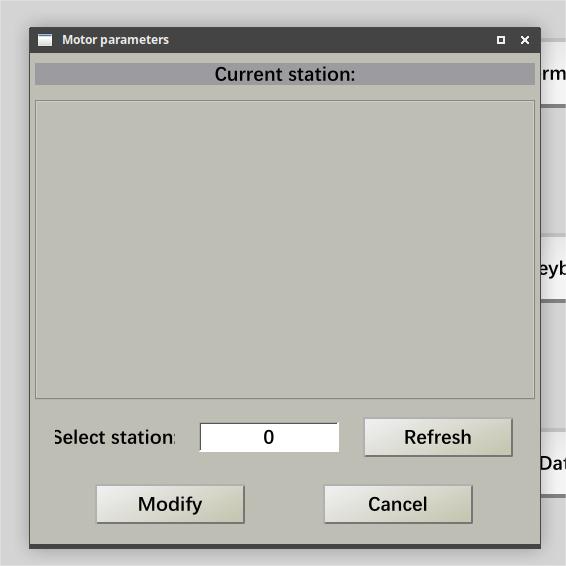 Motor parameters
Current station:
Select station:
0
Refresh
Modify
Cancel